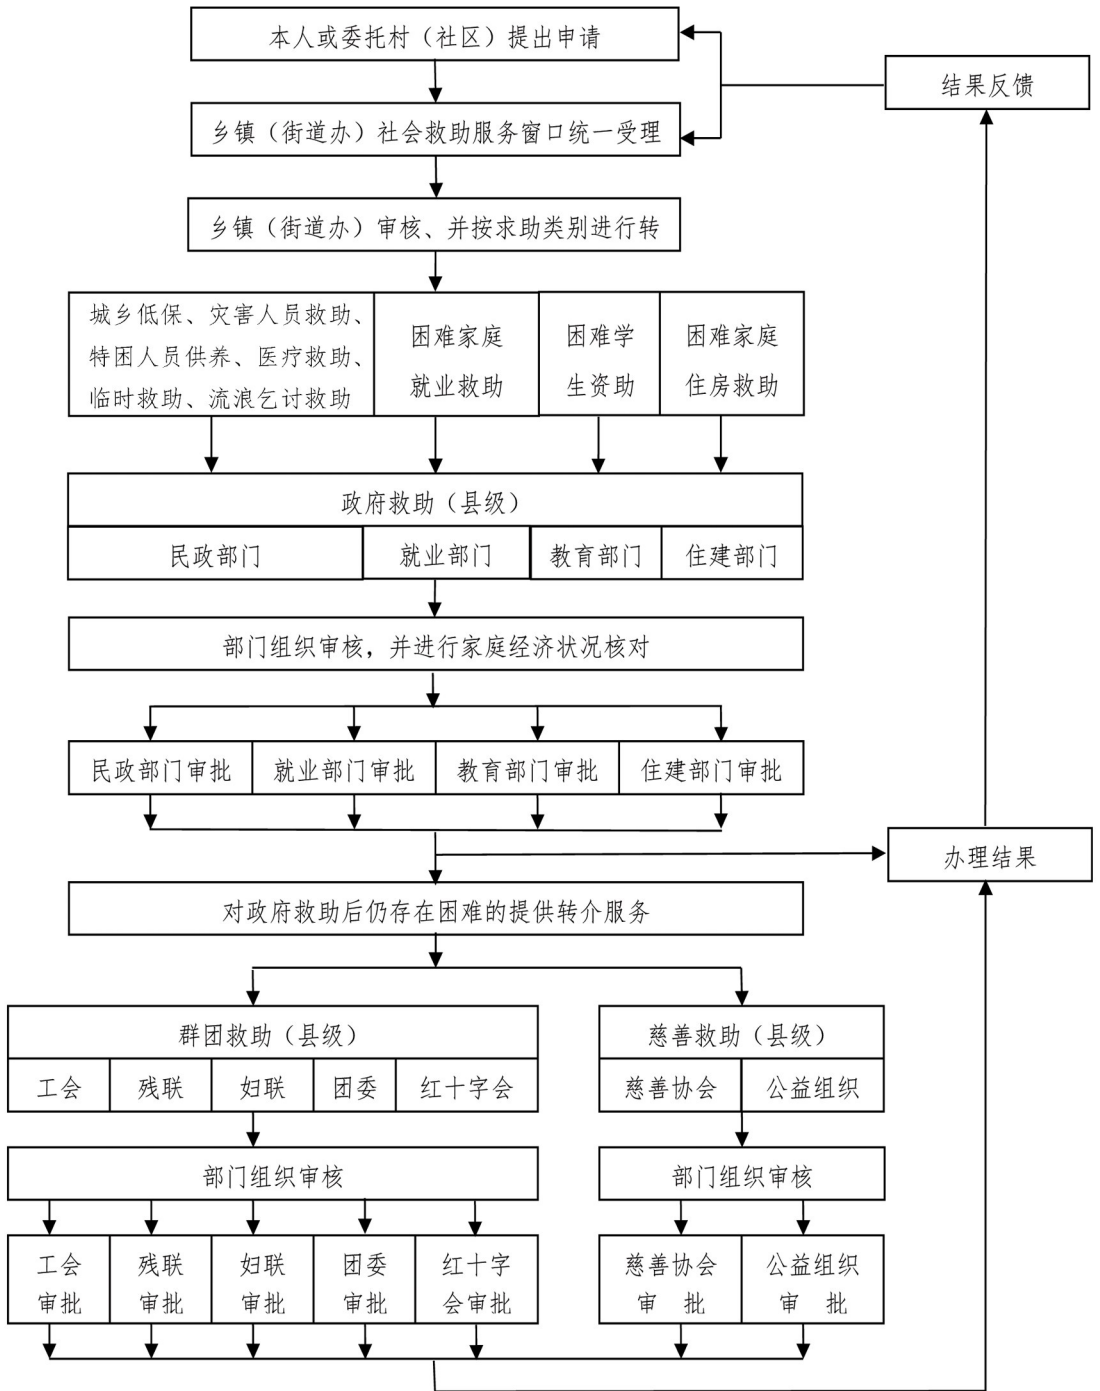 本人或委托村（社区）提出申请
结果反馈
乡镇（街道办）社会救助服务窗口统一受理
乡镇（街道办）审核、并按求助类别进行转
城乡低保、灾害人员救助、
特困人员供养、医疗救助、
临时救助、流浪乞讨救助
困难家庭
就业救助
困难学
生资助
困难家庭
住房救助
政府救助（县级）
民政部门
就业部门
教育部门
住建部门
部门组织审核，并进行家庭经济状况核对
民政部门审批
就业部门审批
教育部门审批
住建部门审批
办理结果
对政府救助后仍存在困难的提供转介服务
群团救助（县级）
工会
残联
妇联
团委
红十字会
慈善救助（县级）
慈善协会
公益组织
部门组织审核
部门组织审核
工会
审批
残联
审批
妇联
审批
团委
审批
红十字
会审批
慈善协会
审 批
公益组织
审 批